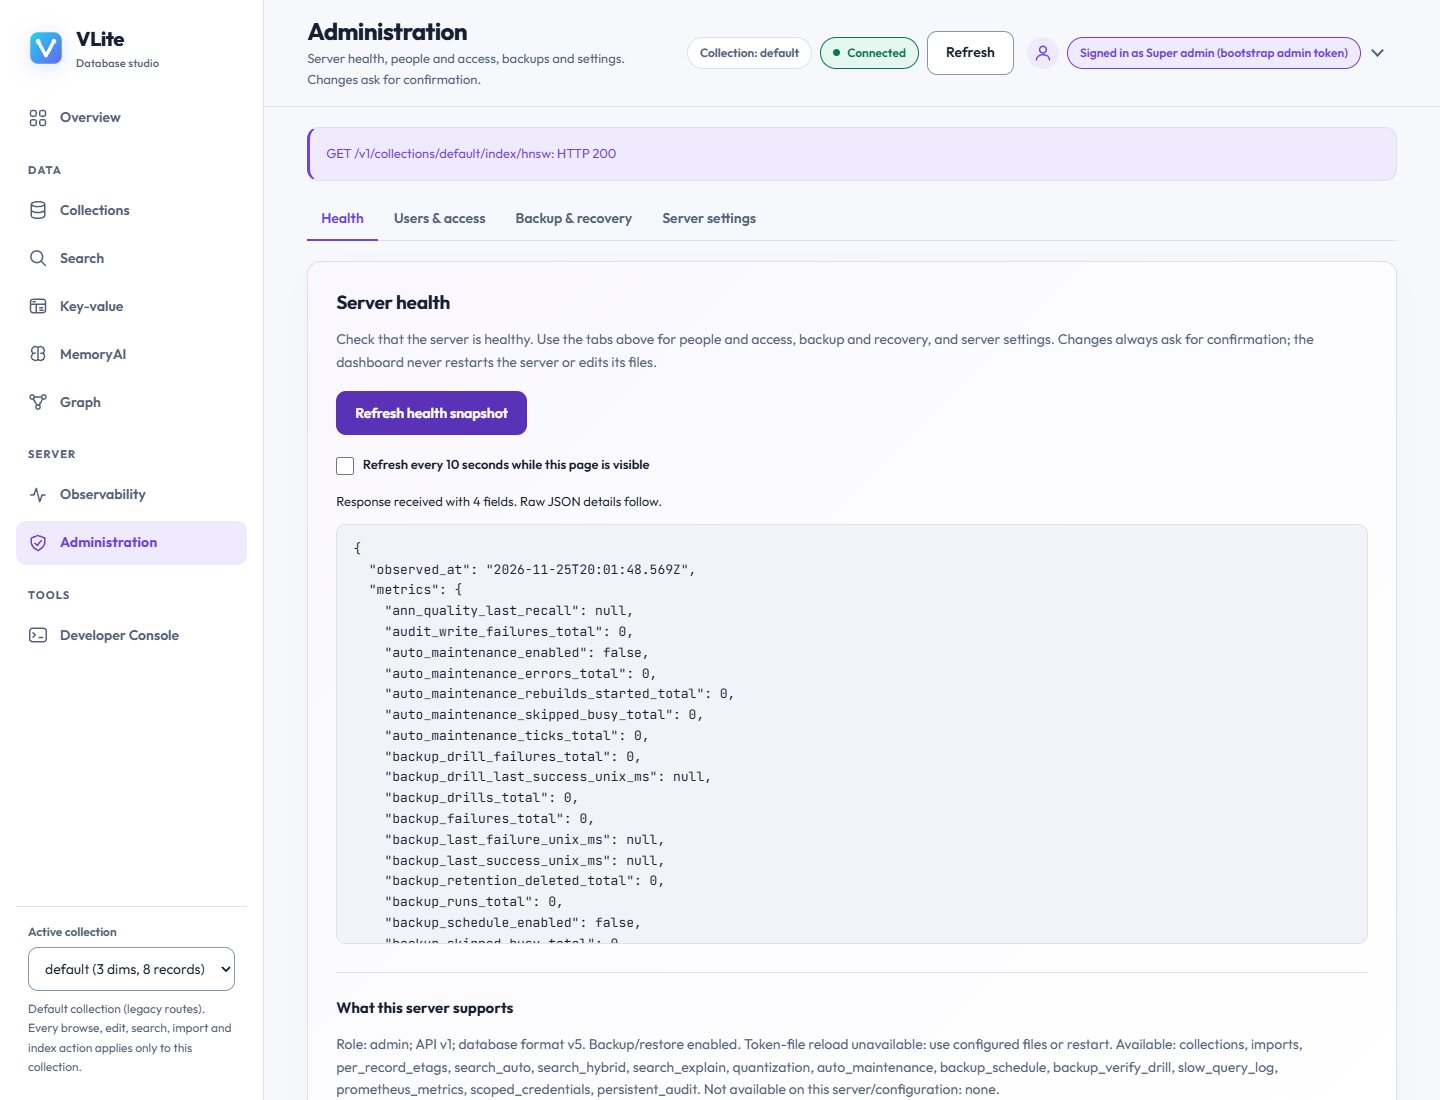 VLite
Database studio
Overview
DATA
Collections
Search
Key-value
MemoryAI
Graph
SERVER
Observability
Administration
TOOLS
Developer Console
Active collection
default (3 dims, 8 records)
Default collection (legacy routes).
Every browse, edit, search, import and
index action applies only to this
collection.
Administration
Server health, people and access, backups and settings.
Changes ask for confirmation.
Collection: default
Connected
Refresh
Signed in as Super admin (bootstrap admin token)
GET /v1/collections/default/index/hnsw: HTTP 200
Health
Users & access
Backup & recovery
Server settings
Server health
Check that the server is healthy. Use the tabs above for people and access, backup and recovery, and server settings. Changes always ask for confirmation; the
dashboard never restarts the server or edits its files.
Refresh health snapshot
Refresh every 10 seconds while this page is visible
Response received with 4 fields. Raw JSON details follow.
{
"observed_at": "2026-11-25T20:01:48.569Z",
"metrics": {
"ann_quality_last_recall": null,
"audit_write_failures_total": 0,
"auto_maintenance_enabled": false,
"auto_maintenance_errors_total": 0,
"auto_maintenance_rebuilds_started_total": 0,
"auto_maintenance_skipped_busy_total": 0,
"auto_maintenance_ticks_total": 0,
"backup_drill_failures_total": 0,
"backup_drill_last_success_unix_ms": null,
"backup_drills_total": 0,
"backup_failures_total": 0,
"backup_last_failure_unix_ms": null,
"backup_last_success_unix_ms": null,
"backup_retention_deleted_total": 0,
"backup_runs_total": 0,
"backup_schedule_enabled": false,
"backup_skipped_busy_total": 0,
What this server supports
Role: admin; API v1; database format v5. Backup/restore enabled. Token-file reload unavailable: use configured files or restart. Available: collections, imports,
per_record_etags, search_auto, search_hybrid, search_explain, quantization, auto_maintenance, backup_schedule, backup_verify_drill, slow_query_log,
prometheus_metrics, scoped_credentials, persistent_audit. Not available on this server/configuration: none.